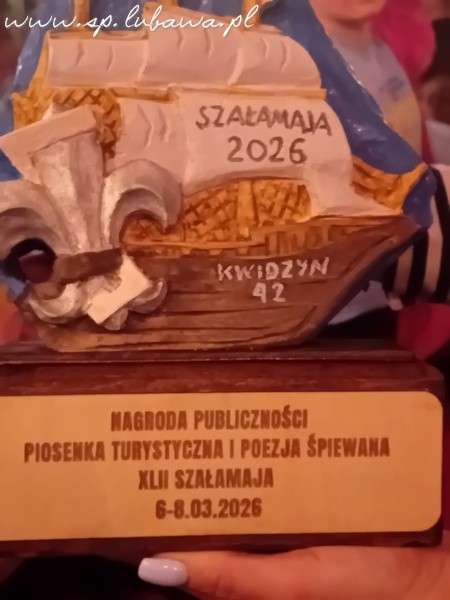 www.sp.lubawa.pl
SZAŁAMAJA
2026
KWIDZYN
42
NAGRODA PUBLICZNOŚCI
PIOSENKA TURYSTYCZNA I POEZJA ŚPIEWANA
XLII SZAŁAMAJA
6-8.03.2026